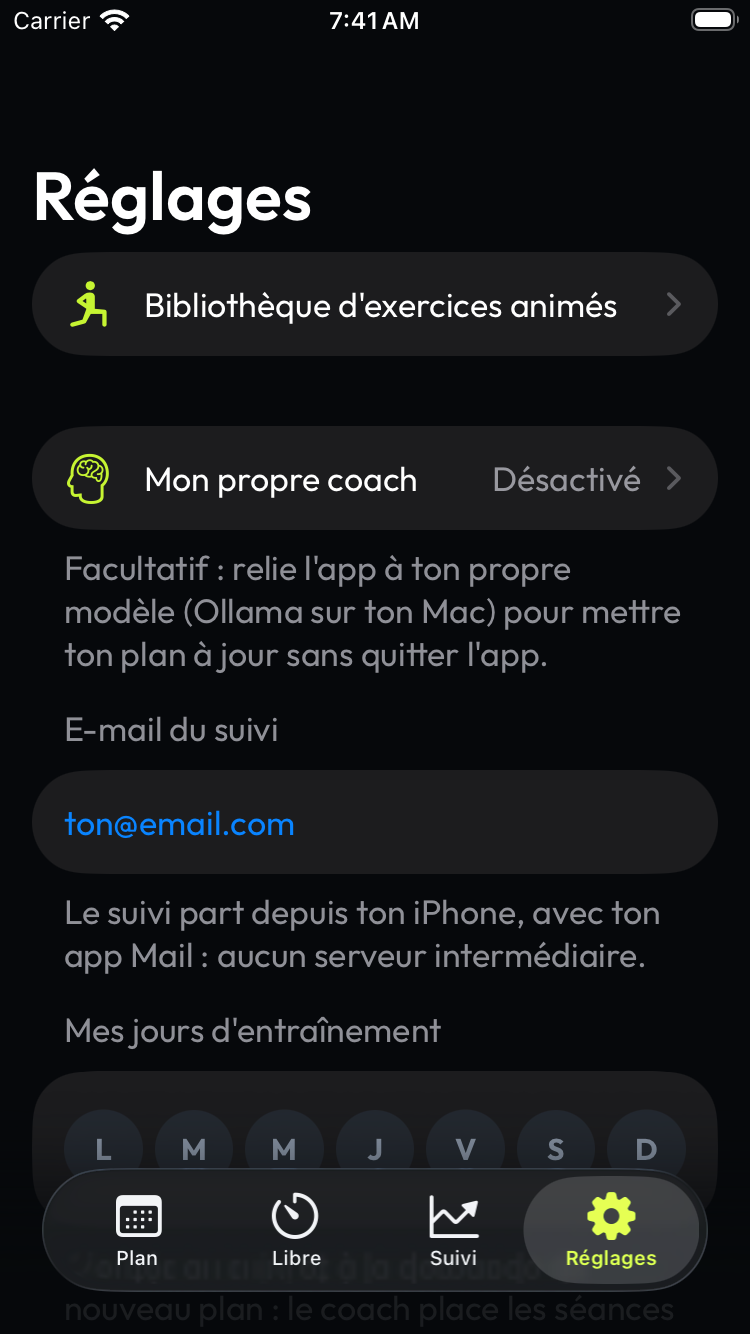 Carrier
7:41 AM
Réglages
Bibliothèque d'exercices animés
Mon propre coach
Désactivé
Facultatif : relie l'app à ton propre
modèle (Ollama sur ton Mac) pour mettre
ton plan à jour sans quitter l'app.
E-mail du suivi
ton@email.com
Le suivi part depuis ton iPhone, avec ton
app Mail : aucun serveur intermédiaire.
Mes jours d'entraînement
L M M J V S D
Plan
Libre
Suivi
Réglages
nouveau plan : le coach place les séances